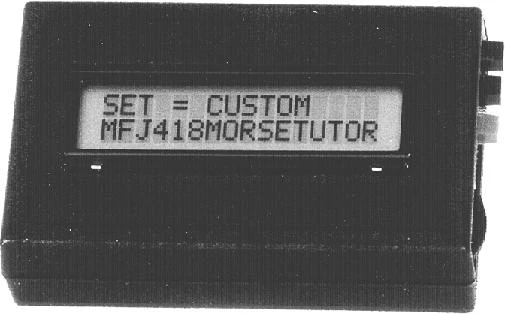 SET = CUSTOM
MFJ418MORSETUTOR